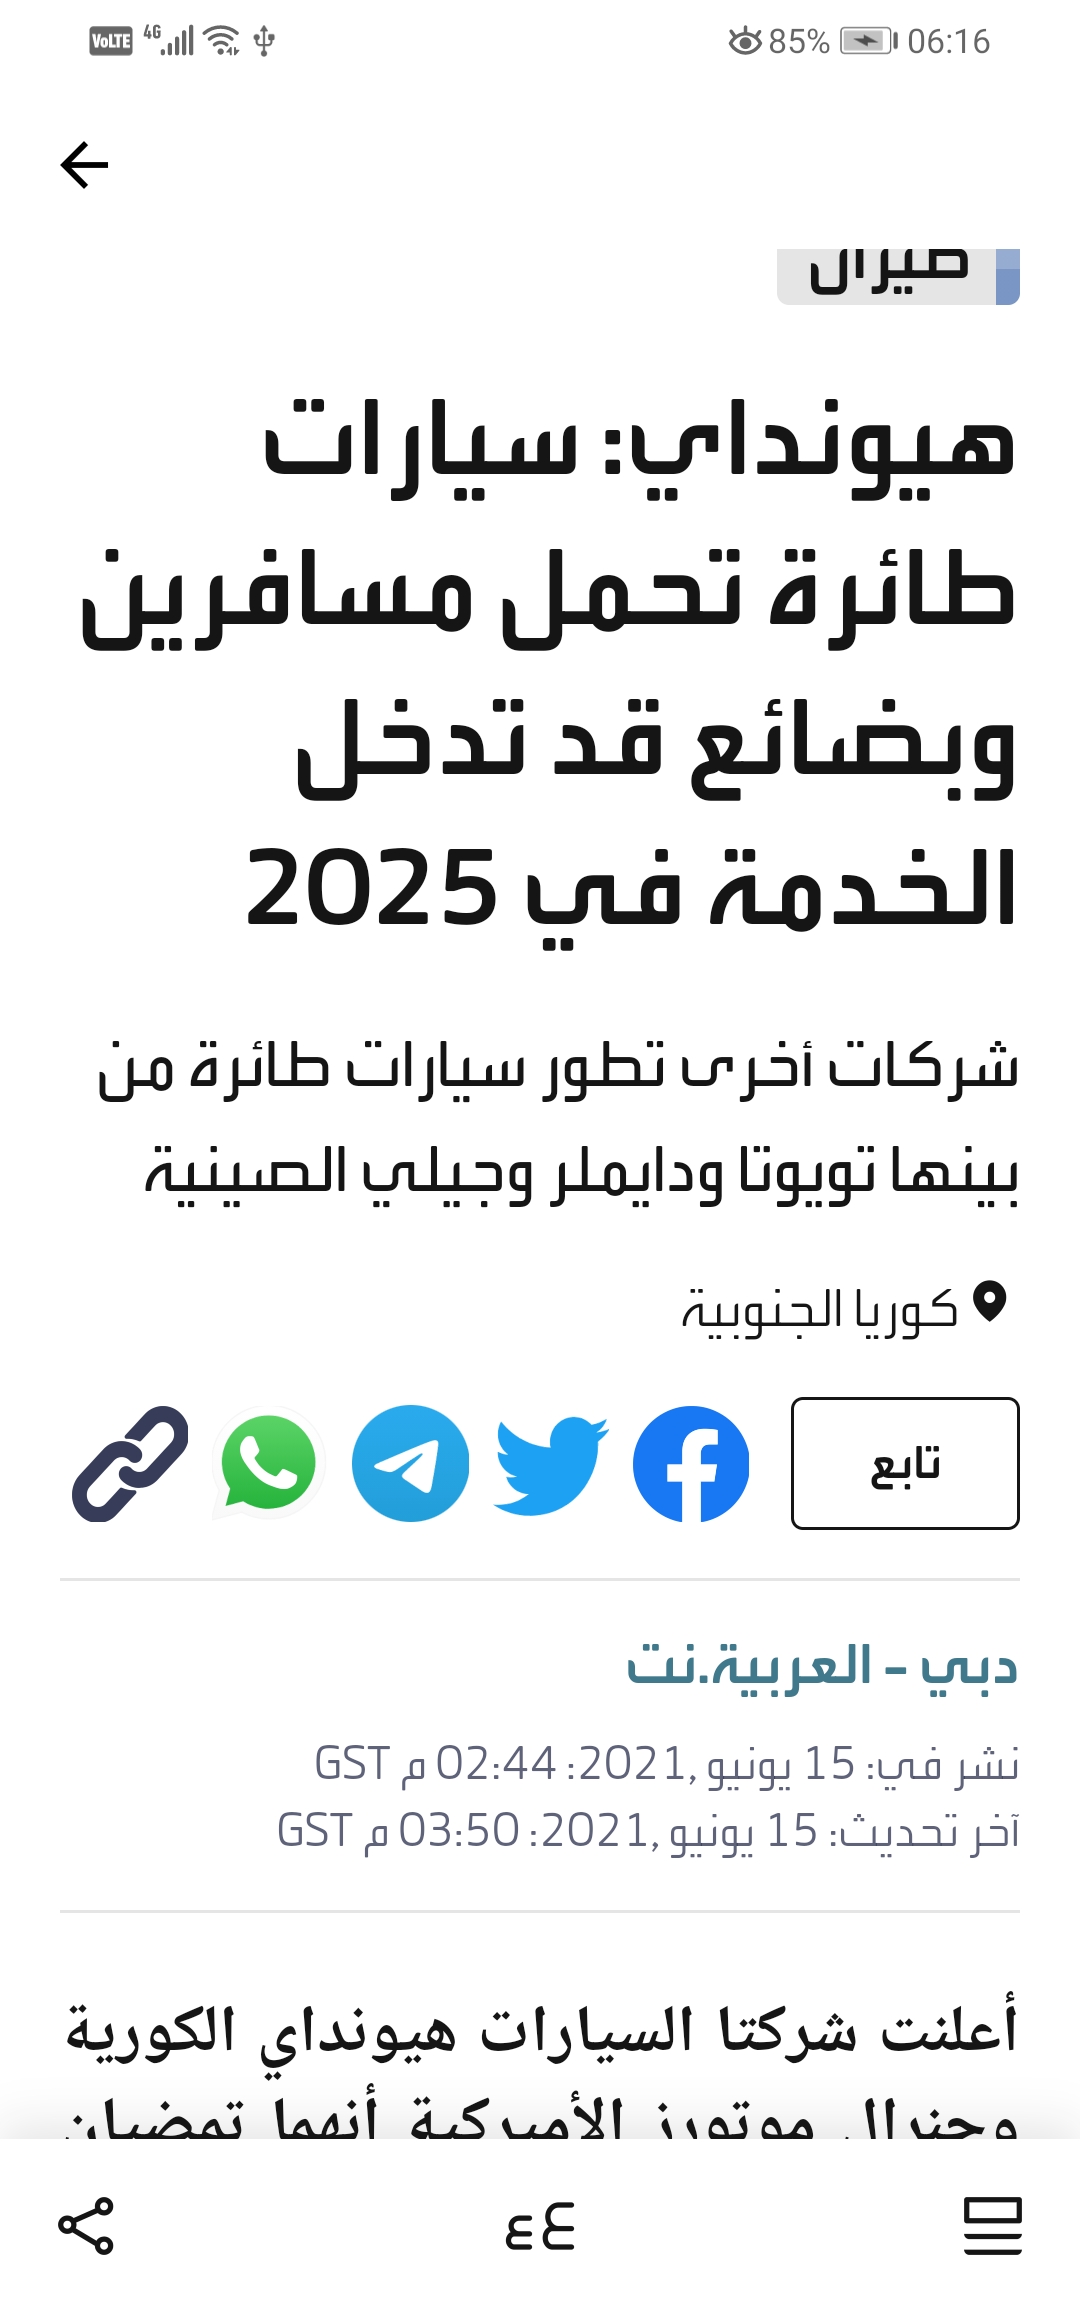 VoLTE 4G 85% 06:16
طيران
هيونداي: سيارات
طائرة تحمل مسافرين
وبضائع قد تدخل
الخدمة في 2025
شركات أخرى تطور سيارات طائرة من
بينها تويوتا ودايملر وجيلي الصينية
كوريا الجنوبية
تابع
دبي - العربية.نت
نشر في: 15 يونيو ,2021: 02:44 م GST
آخر تحديث: 15 يونيو ,2021: 03:50 م GST
أعلنت شركتا السيارات هيونداي الكورية
وجنرال موتورز الأميركية أنهما تمضيان
ع ع